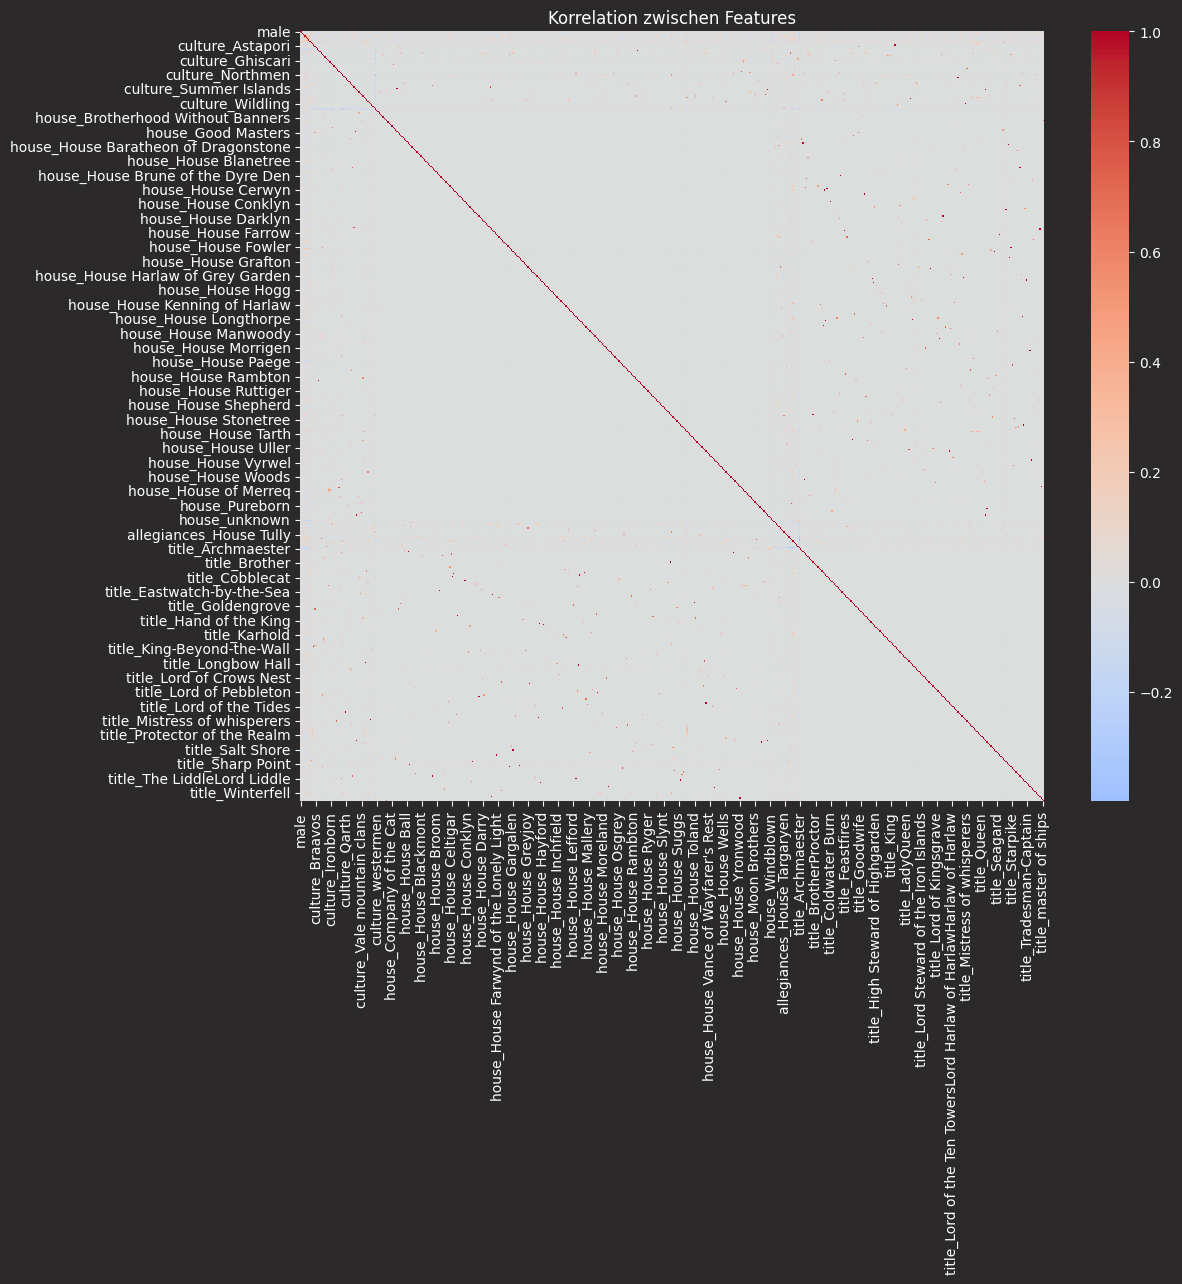 Korrelation zwischen Features
male
culture_Astapori
culture_Ghiscari
culture_Northmen
culture_Summer Islands
culture_Wildling
house_Brotherhood Without Banners
house_Good Masters
house_House Baratheon of Dragonstone
house_House Blanetree
house_House Brune of the Dyre Den
house_House Cerwyn
house_House Conklyn
house_House Darklyn
house_House Farrow
house_House Fowler
house_House Grafton
house_House Harlaw of Grey Garden
house_House Hogg
house_House Kenning of Harlaw
house_House Longthorpe
house_House Manwoody
house_House Morrigen
house_House Paege
house_House Rambton
house_House Ruttiger
house_House Shepherd
house_House Stonetree
house_House Tarth
house_House Uller
house_House Vyrwel
house_House Woods
house_House of Merreq
house_Pureborn
house_unknown
allegiances_House Tully
title_Archmaester
title_Brother
title_Cobblecat
title_Eastwatch-by-the-Sea
title_Goldengrove
title_Hand of the King
title_Karhold
title_King-Beyond-the-Wall
title_Longbow Hall
title_Lord of Crows Nest
title_Lord of Pebbleton
title_Lord of the Tides
title_Mistress of whisperers
title_Protector of the Realm
title_Salt Shore
title_Sharp Point
title_The LiddleLord Liddle
title_Winterfell
male
culture_Braavos
culture_Ironborn
culture_Qarth
culture_Vale mountain clans
culture_westermen
house_Company of the Cat
house_House Ball
house_House Blackmont
house_House Broom
house_House Celtigar
house_House Conklyn
house_House Darry
house_House Farwynd of the Lonely Light
house_House Gargalen
house_House Greyjoy
house_House Hayford
house_House Inchfield
house_House Lefford
house_House Mallery
house_House Moreland
house_House Osgrey
house_House Rambton
house_House Ryger
house_House Slynt
house_House Suggs
house_House Toland
house_House Vance of Wayfarer's Rest
house_House Wells
house_House Yronwood
house_Moon Brothers
house_Windblown
allegiances_House Targaryen
title_Archmaester
title_BrotherProctor
title_Coldwater Burn
title_Feastfires
title_Goodwife
title_High Steward of Highgarden
title_King
title_LadyQueen
title_Lord Steward of the Iron Islands
title_Lord of Kingsgrave
title_Lord of the Ten TowersLord Harlaw of HarlawHarlaw of Harlaw
title_Mistress of whisperers
title_Queen
title_Seagard
title_Starpike
title_Tradesman-Captain
title_master of ships
1.0
0.8
0.6
0.4
0.2
0.0
−0.2